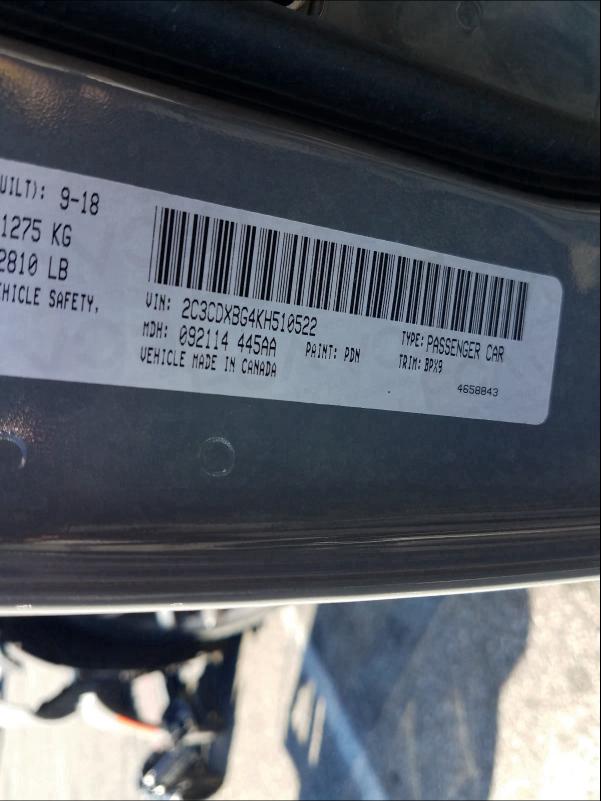 UILT): 9-18
1275 KG
2810 LB
EHICLE SAFETY,
VIN: 2C3CDXBG4KH510522
MDH: 092114 445AA
PAINT: PDN
VEHICLE MADE IN CANADA
TYPE: PASSENGER CAR
TRIM: BPX9
4658843